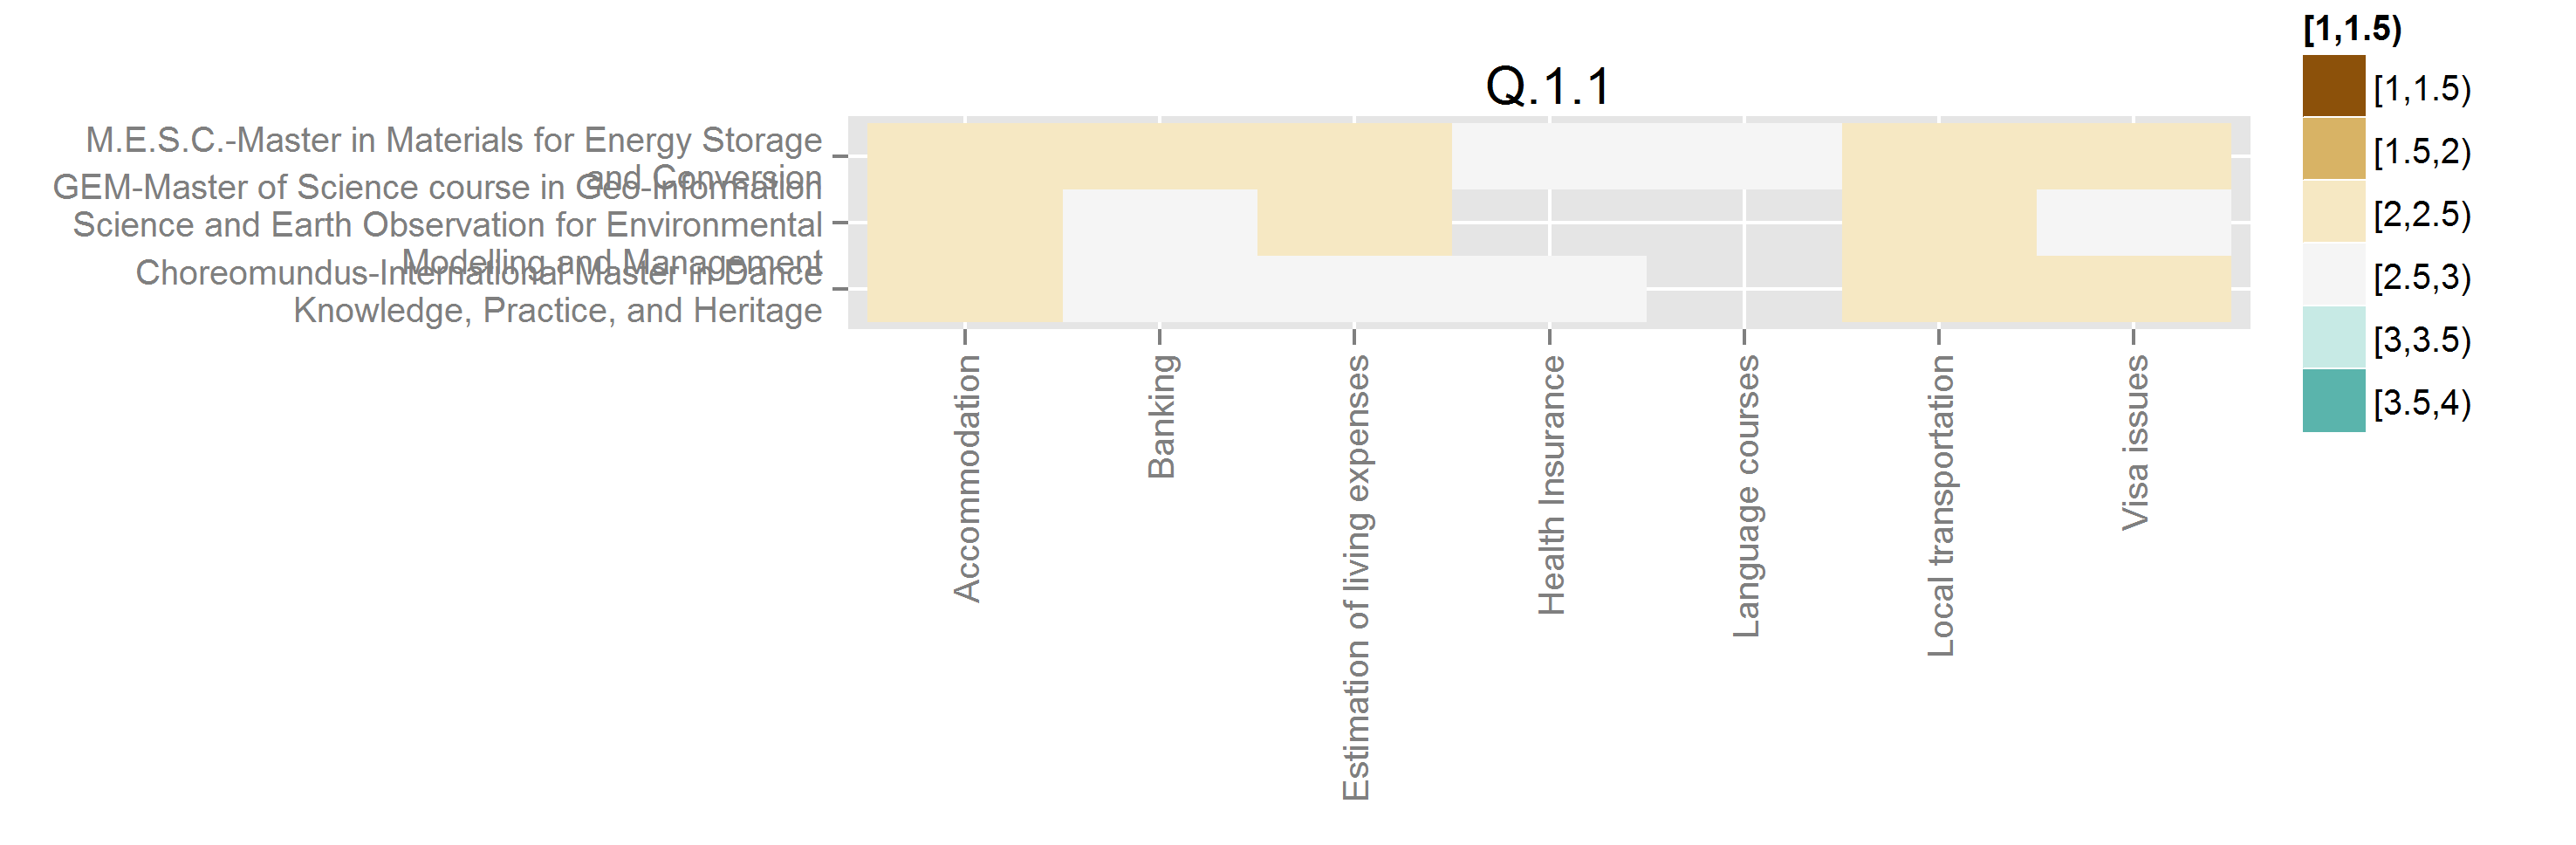 [1,1.5)
Q.1.1
[1,1.5)
[1.5,2)
[2,2.5)
[2.5,3)
[3,3.5)
[3.5,4)
M.E.S.C.-Master in Materials for Energy Storage
and Conversion
GEM-Master of Science course in Geo-Information
Science and Earth Observation for Environmental
Modelling and Management
Choreomundus-International Master in Dance
Knowledge, Practice, and Heritage
Accommodation
Banking
Estimation of living expenses
Health Insurance
Language courses
Local transportation
Visa issues